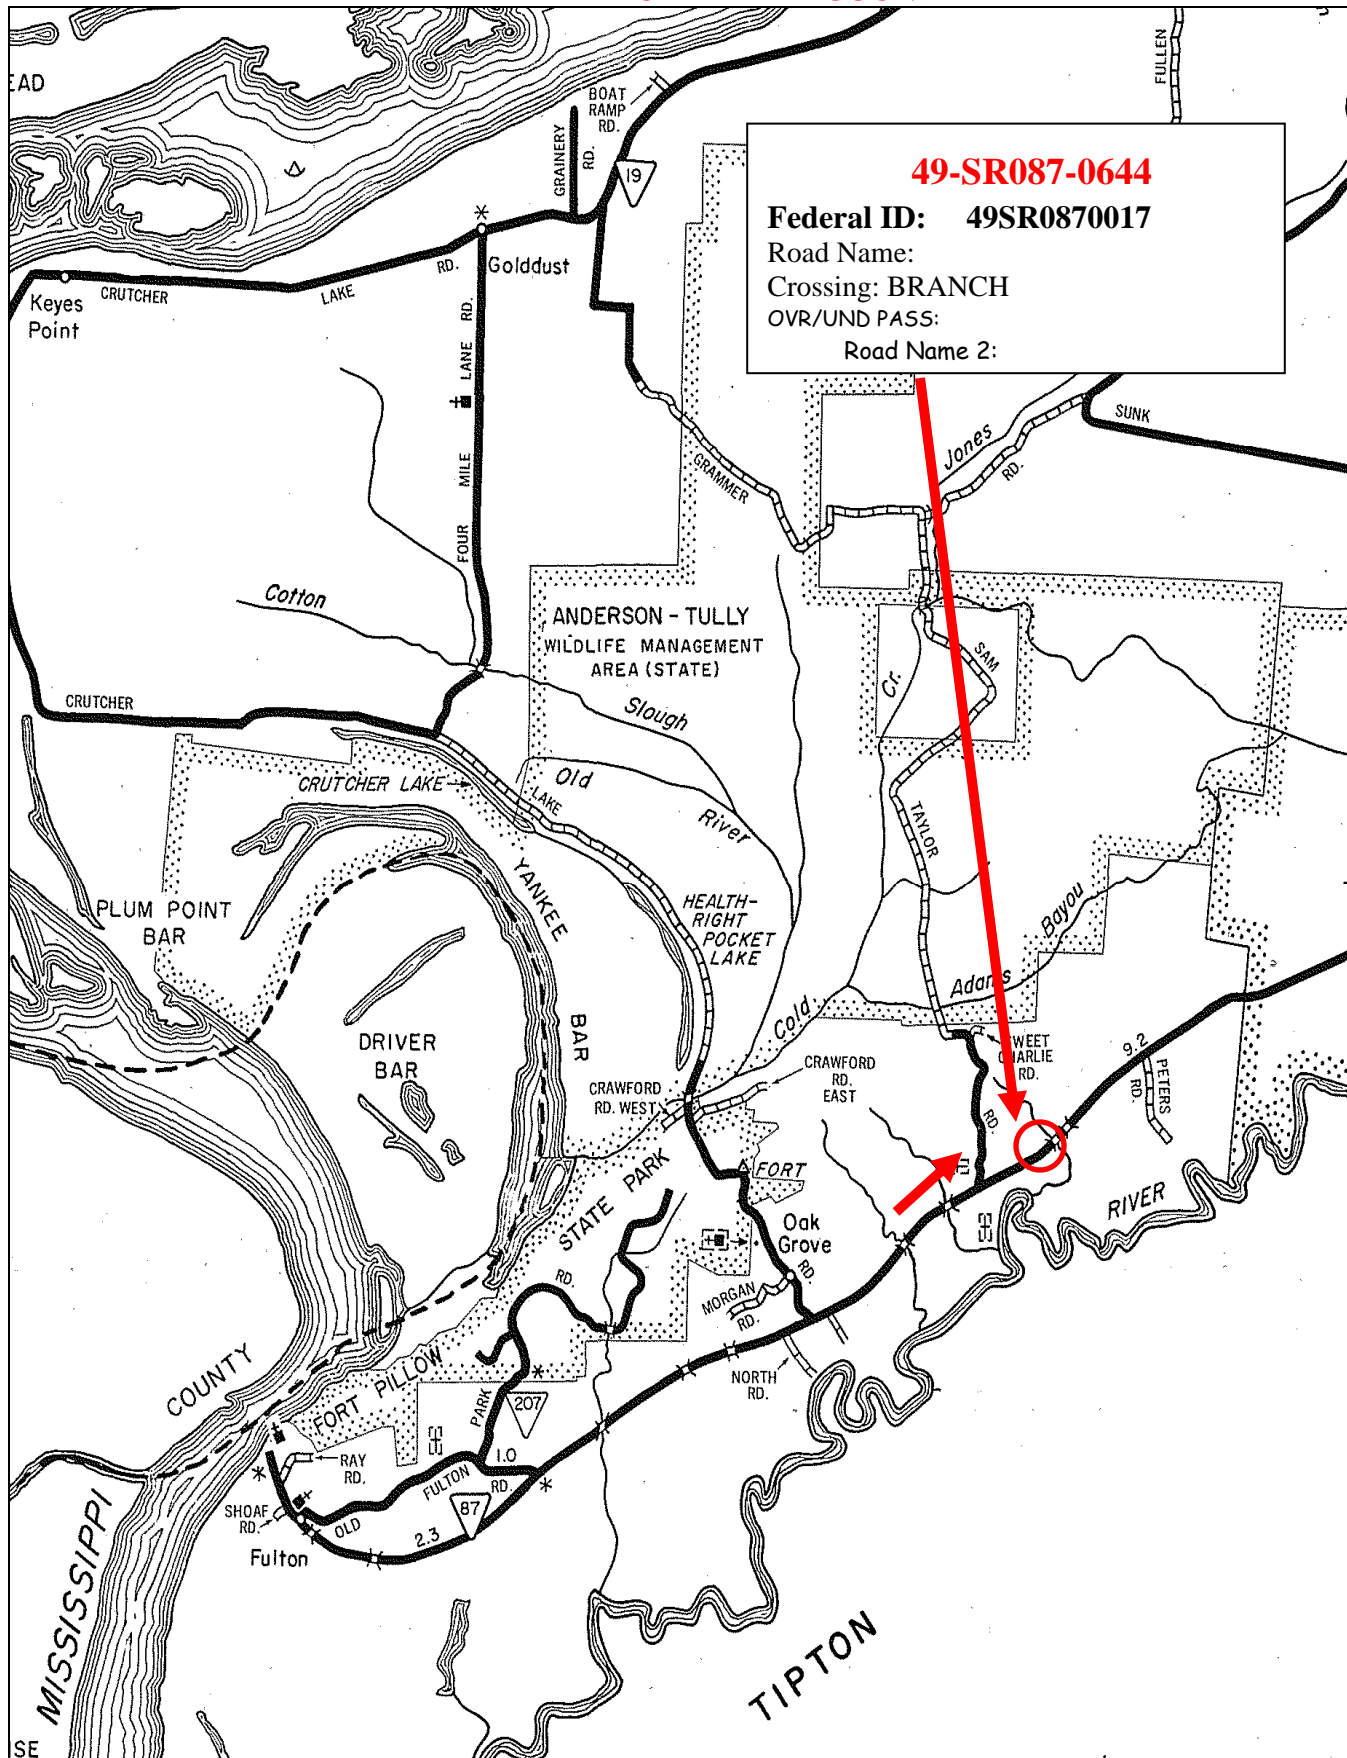 EAD
BOAT
RAMP
RD.
GRAINERY
RD.
19
FULLEN
49-SR087-0644
Federal ID: 49SR0870017
Road Name:
Crossing: BRANCH
OVR/UND PASS:
Road Name 2:
Golddust
Keyes
Point
CRUTCHER
LAKE
RD.
FOUR
MILE
LANE
RD.
GRAMMER
Jones
RD.
SUNK
Cotton
Slough
ANDERSON - TULLY
WILDLIFE MANAGEMENT
AREA (STATE)
SAM
Cr.
CRUTCHER
CRUTCHER LAKE
Old
River
LAKE
TAYLOR
YANKEE
BAR
PLUM POINT
BAR
HEALTH-
RIGHT
POCKET
LAKE
Bayou
Adams
Cold
DRIVER
BAR
SWEET
CHARLIE
RD.
9.2
PETERS
RD.
CRAWFORD
RD. WEST
CRAWFORD
RD.
EAST
RD.
FORT
Oak
Grove
RD.
RIVER
STATE PARK
RD.
MORGAN
RD.
NORTH
RD.
COUNTY
FORT PILLOW
PARK
207
1.0
RAY
RD.
FULTON
RD.
OLD
87
2.3
SHOAF
RD.
Fulton
MISSISSIPPI
TIPTON
ISE